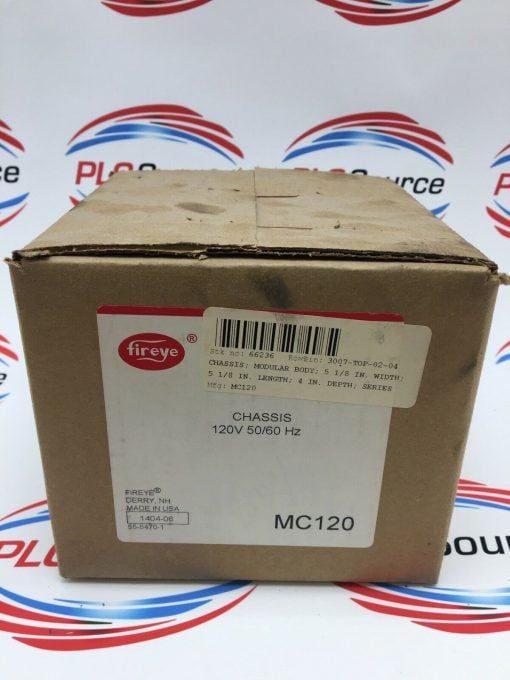 PLCSource
PLCSource
fireye®
Stk no: 66236 RowBin: 3007-TOP-02-04
CHASSIS; MODULAR BODY; 5 1/8 IN. WIDTH;
5 1/8 IN. LENGTH; 4 IN. DEPTH; SERIES
Mfg: MC120
CHASSIS
120V 50/60 Hz
FIREYE®
DERRY, NH
MADE IN USA
1404-06
MC120